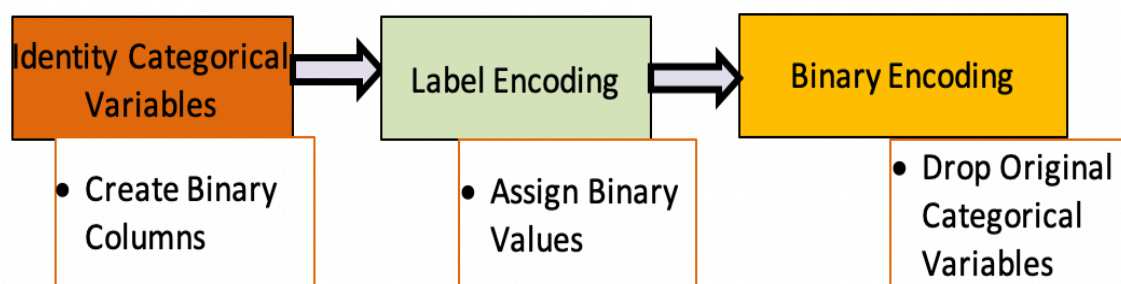 Identity Categorical
Variables
Label Encoding
Binary Encoding
• Create Binary
Columns
• Assign Binary
Values
• Drop Original
Categorical
Variables